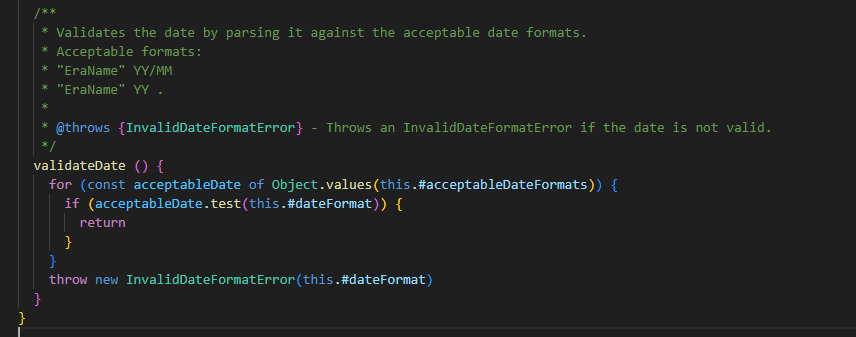 /**
 * Validates the date by parsing it against the acceptable date formats.
 * Acceptable formats:
 * "EraName" YY/MM
 * "EraName" YY .
 *
 * @throws {InvalidDateFormatError} - Throws an InvalidDateFormatError if the date is not valid.
 */
validateDate () {
for (const acceptableDate of Object.values(this.#acceptableDateFormats)) {
if (acceptableDate.test(this.#dateFormat)) {
return
}
}
throw new InvalidDateFormatError(this.#dateFormat)
}
}